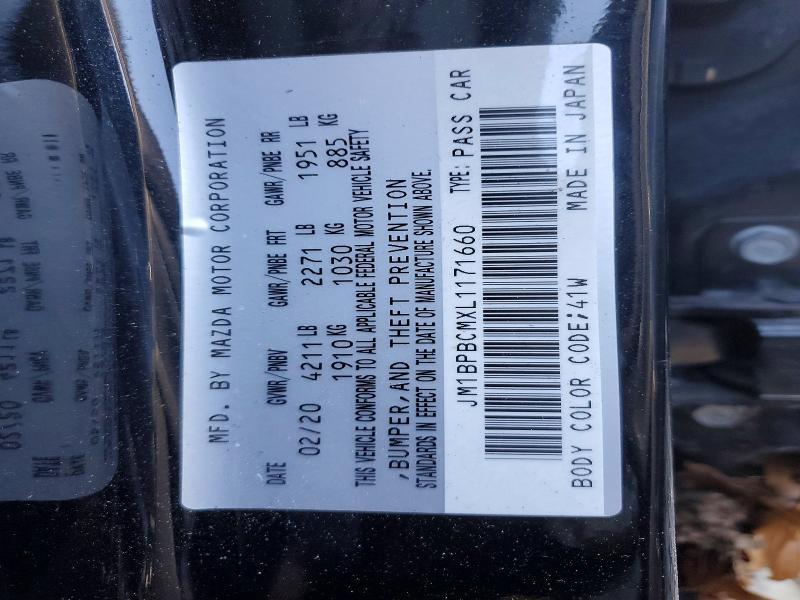 MFD. BY MAZDA MOTOR CORPORATION
DATE GVWR/PNBV GAWR/PNBE FRT GAWR/PNBE RR
02/20 4211 LB 2271 LB 1951 LB
1910 KG 1030 KG 885 KG
THIS VEHICLE CONFORMS TO ALL APPLICABLE FEDERAL MOTOR VEHICLE SAFETY
,BUMPER,AND THEFT PREVENTION
STANDARDS IN EFFECT ON THE DATE OF MANUFACTURE SHOWN ABOVE.
JM1BPBCMXL1171660 TYPE: PASS CAR
BODY COLOR CODE;41W MADE IN JAPAN